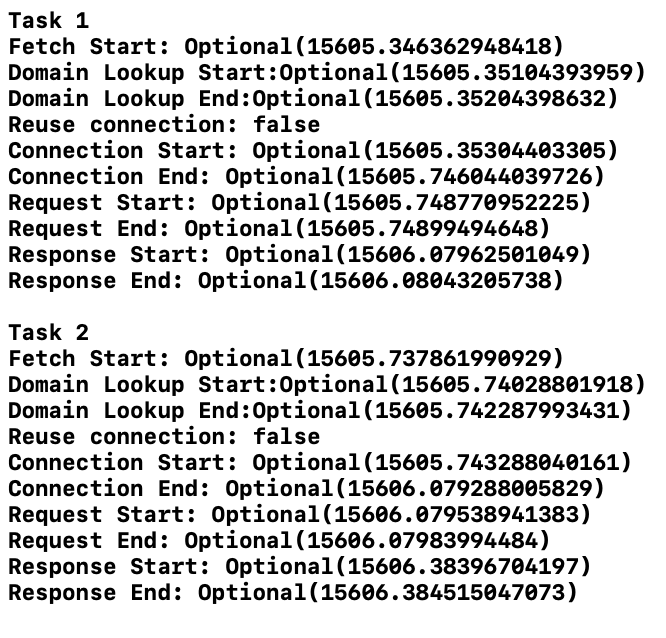 Task 1
Fetch Start: Optional(15605.346362948418)
Domain Lookup Start:Optional(15605.35104393959)
Domain Lookup End:Optional(15605.35204398632)
Reuse connection: false
Connection Start: Optional(15605.35304403305)
Connection End: Optional(15605.746044039726)
Request Start: Optional(15605.748770952225)
Request End: Optional(15605.74899494648)
Response Start: Optional(15606.07962501049)
Response End: Optional(15606.08043205738)
Task 2
Fetch Start: Optional(15605.737861990929)
Domain Lookup Start:Optional(15605.74028801918)
Domain Lookup End:Optional(15605.742287993431)
Reuse connection: false
Connection Start: Optional(15605.743288040161)
Connection End: Optional(15606.079288005829)
Request Start: Optional(15606.079538941383)
Request End: Optional(15606.07983994484)
Response Start: Optional(15606.38396704197)
Response End: Optional(15606.384515047073)